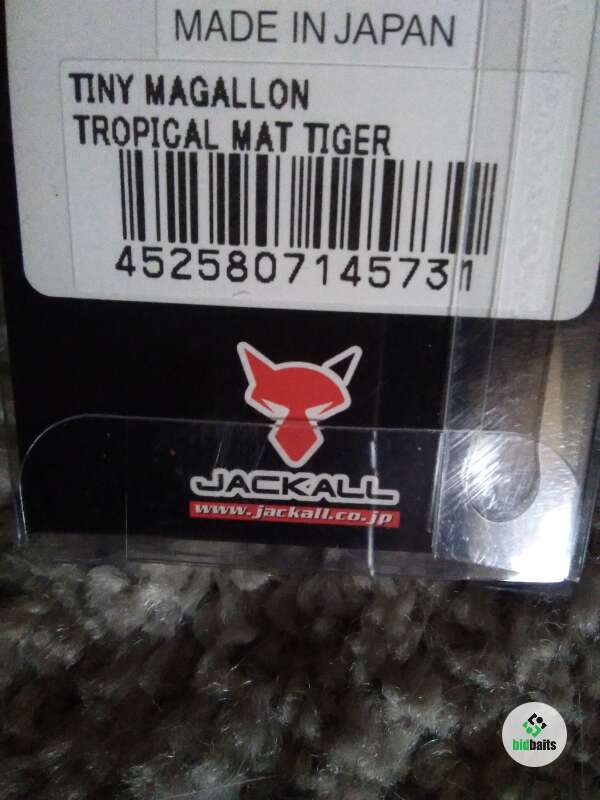 MADE IN JAPAN
TINY MAGALLON
TROPICAL MAT TIGER
4525807145731
JACKALL
www.jackall.co.jp
bidbaits